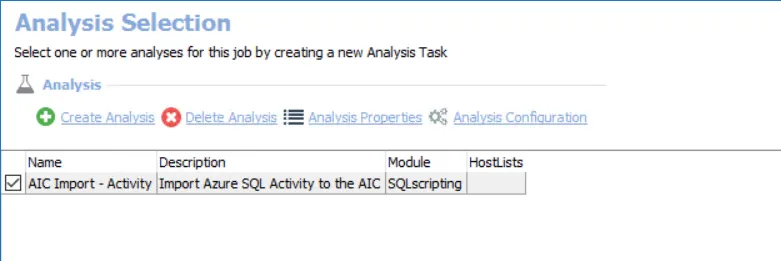 Analysis Selection
Select one or more analyses for this job by creating a new Analysis Task
Analysis
Create Analysis Delete Analysis Analysis Properties Analysis Configuration
Name Description Module HostLists
AIC Import - Activity Import Azure SQL Activity to the AIC SQLscripting